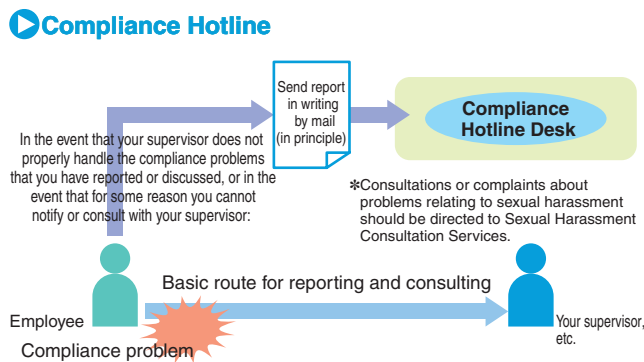 Compliance Hotline
Send report
in writing
by mail
(in principle)
Compliance
Hotline Desk
In the event that your supervisor does not
properly handle the compliance problems
that you have reported or discussed, or in the
event that for some reason you cannot
notify or consult with your supervisor:
✻Consultations or complaints about
problems relating to sexual harassment
should be directed to Sexual Harassment
Consultation Services.
Basic route for reporting and consulting
Employee
Your supervisor,
etc.
Compliance problem